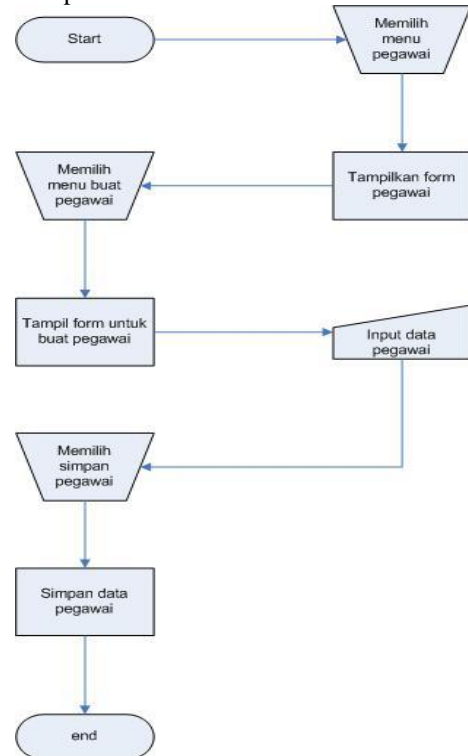 Start
Memilih
menu
pegawai
Tampilkan form
pegawai
Memilih
menu buat
pegawai
Tampil form untuk
buat pegawai
Input data
pegawai
Memilih
simpan
pegawai
Simpan data
pegawai
end